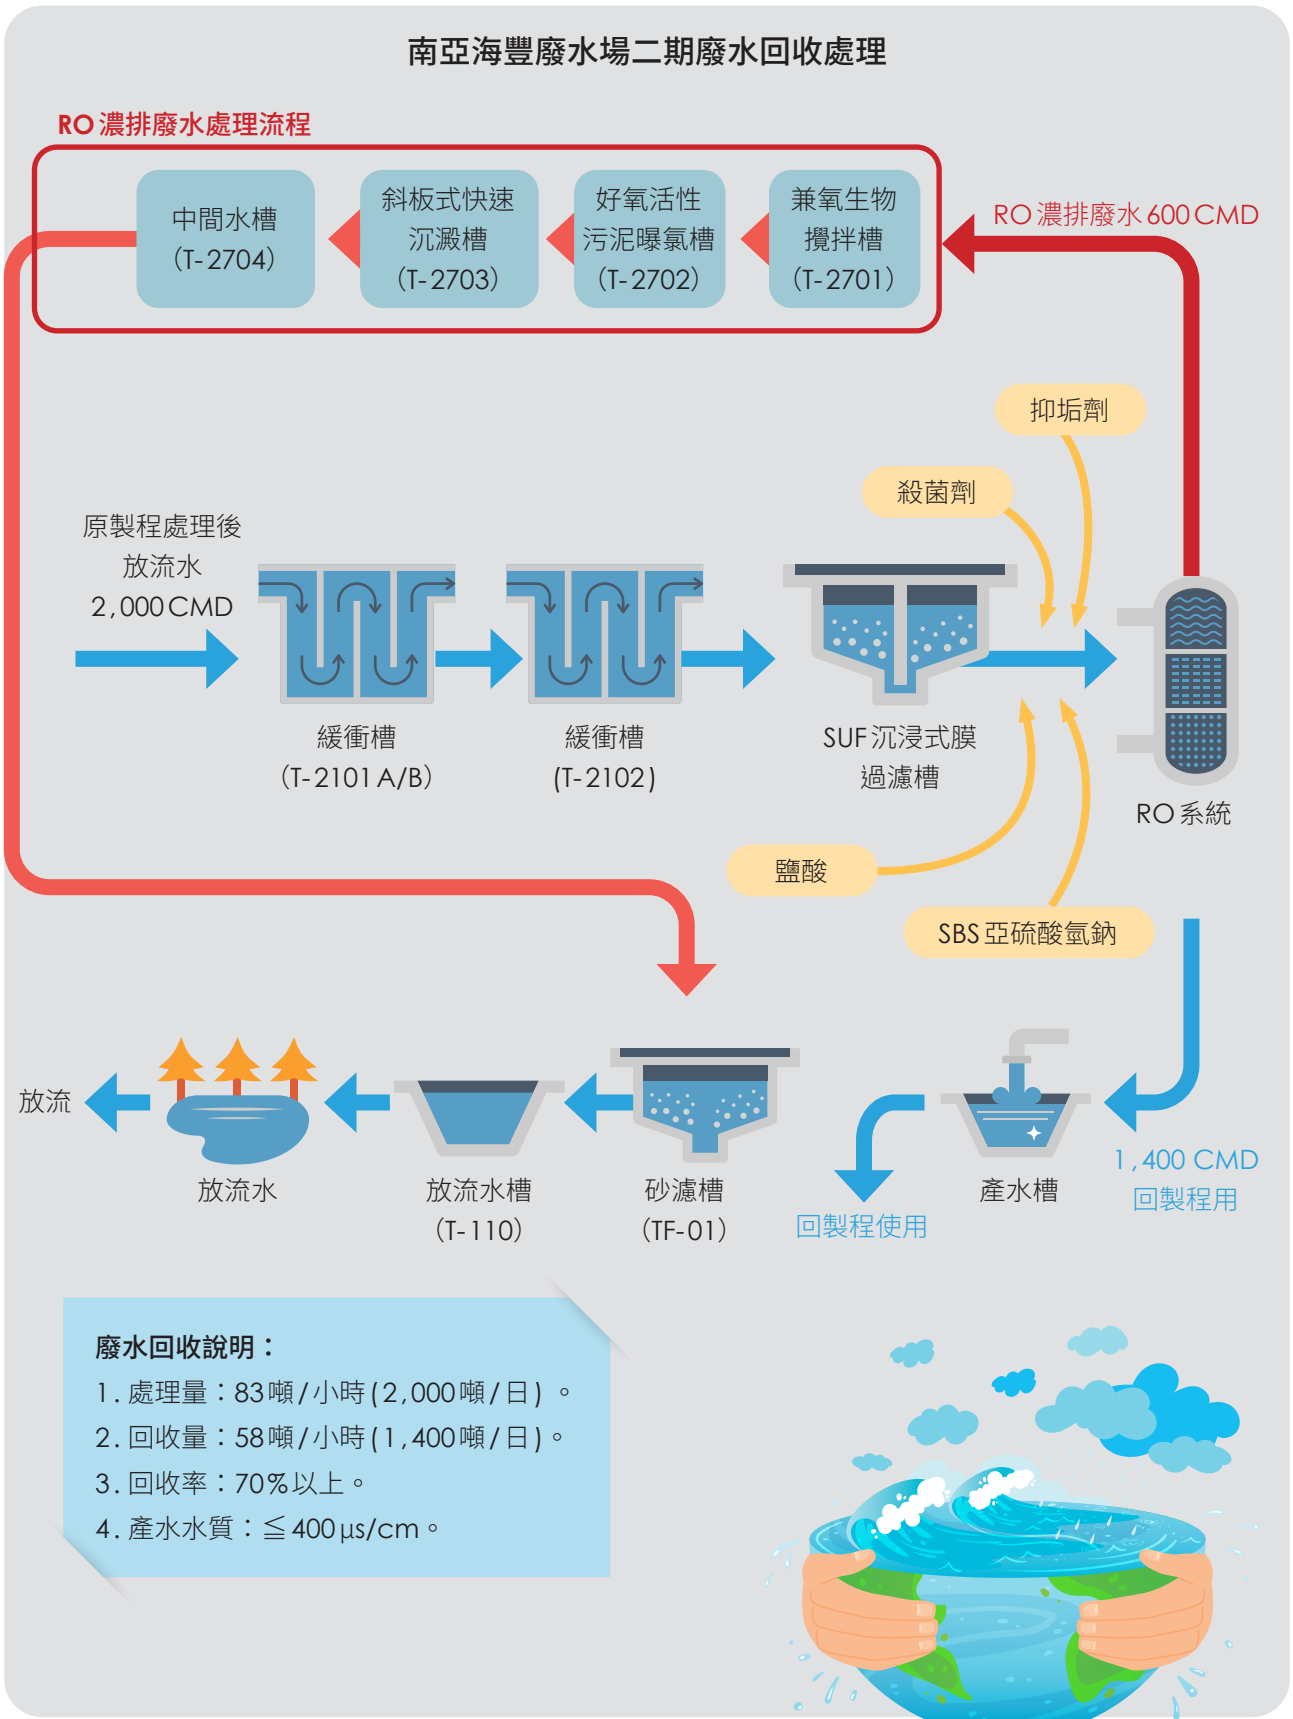 南亞海豐廢水場二期廢水回收處理
RO 濃排廢水處理流程
中間水槽
（T-2704）
斜板式快速
沉澱槽
（T-2703）
好氧活性
污泥曝氣槽
（T-2702）
兼氧生物
攪拌槽
（T-2701）
RO 濃排廢水 600 CMD
抑垢劑
殺菌劑
原製程處理後
放流水
2,000 CMD
緩衝槽
（T-2101 A/B）
緩衝槽
(T-2102)
SUF 沉浸式膜
過濾槽
RO 系統
鹽酸
SBS 亞硫酸氫鈉
放流
放流水
放流水槽
（T-110）
砂濾槽
（TF-01）
回製程使用
產水槽
1,400 CMD
回製程用
廢水回收說明：
1. 處理量：83 噸 / 小時 (2,000 噸 / 日) 。
2. 回收量：58 噸 / 小時 (1,400 噸 / 日)。
3. 回收率：70% 以上。
4. 產水水質：≦ 400 µs/cm。